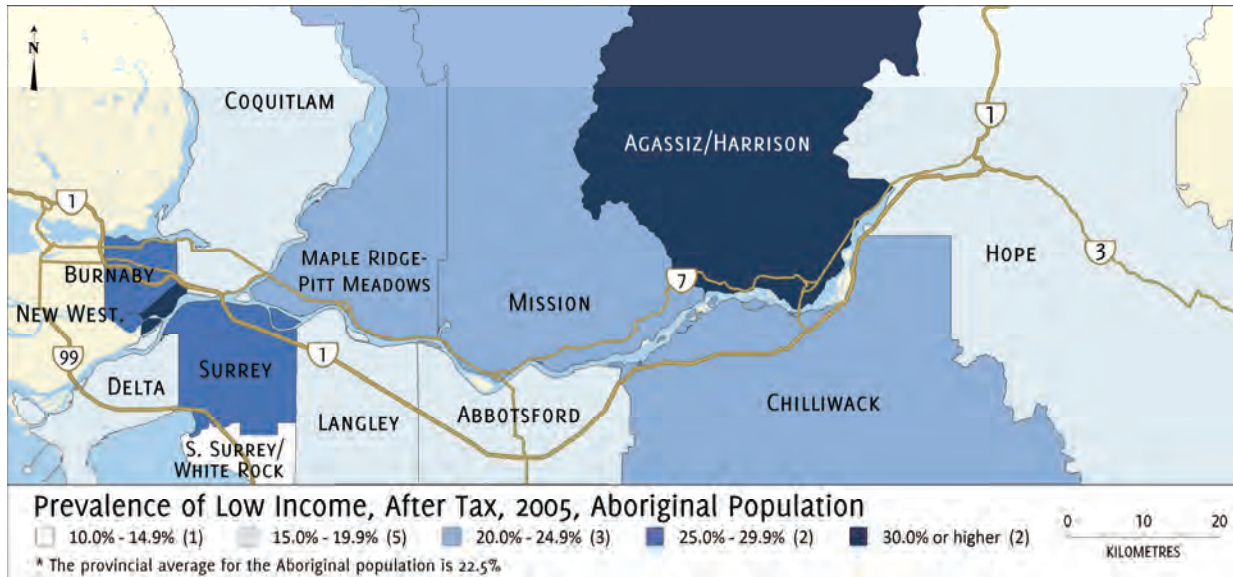 N
COQUITLAM
AGASSIZ/HARRISON
1
1
BURNABY
MAPLE RIDGE-
PITT MEADOWS
7
HOPE
3
MISSION
NEW WEST.
99
SURREY
1
DELTA
CHILLIWACK
LANGLEY
ABBOTSFORD
S. SURREY/
WHITE ROCK
Prevalence of Low Income, After Tax, 2005, Aboriginal Population
10.0% - 14.9% (1) 15.0% - 19.9% (5) 20.0% - 24.9% (3) 25.0% - 29.9% (2) 30.0% or higher (2)
* The provincial average for the Aboriginal population is 22.5%
0 10 20
KILOMETRES